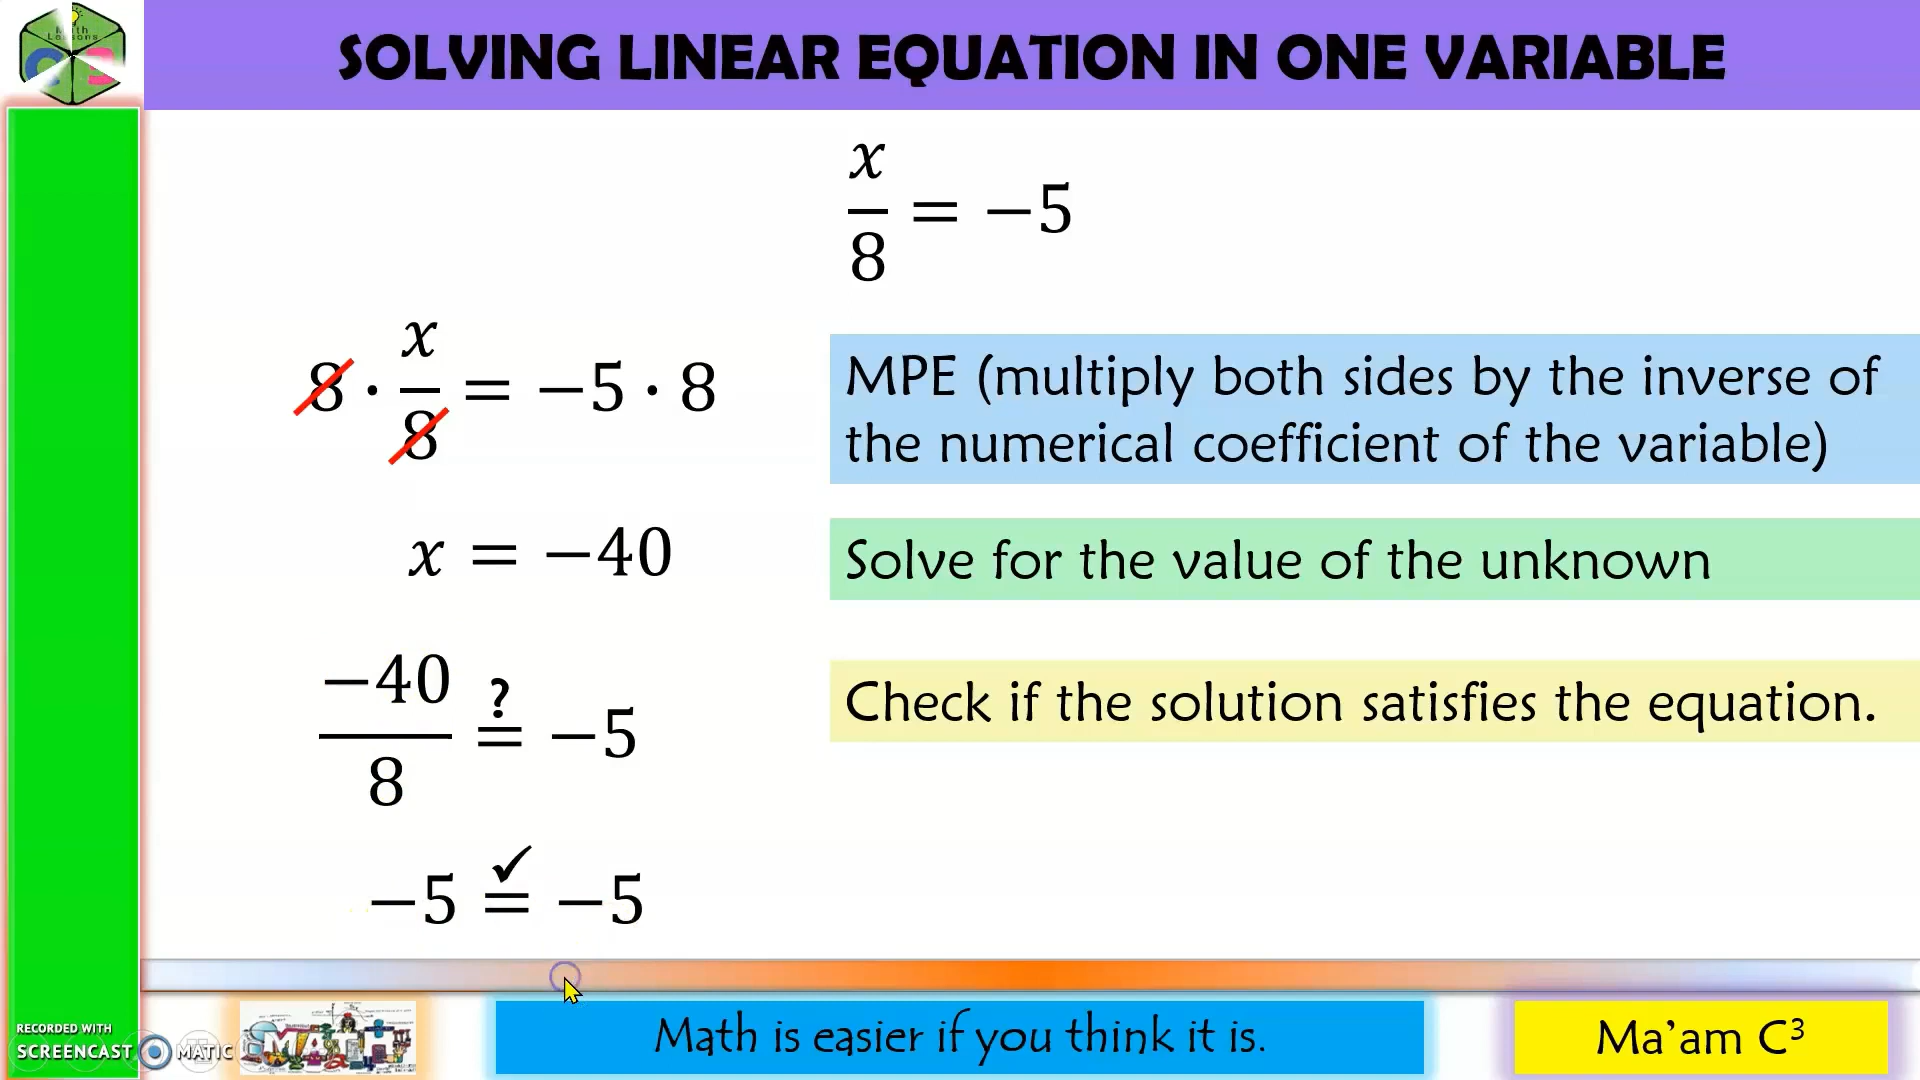 Math
Lessons
SOLVING LINEAR EQUATION IN ONE VARIABLE
x/8 = −5
8 · x/8 = −5 · 8
MPE (multiply both sides by the inverse of
the numerical coefficient of the variable)
x = −40
Solve for the value of the unknown
−40/8 ≟ −5
Check if the solution satisfies the equation.
−5 =✓ −5
RECORDED WITH
SCREENCAST MATIC
MATH
Math is easier if you think it is.
Ma'am C³